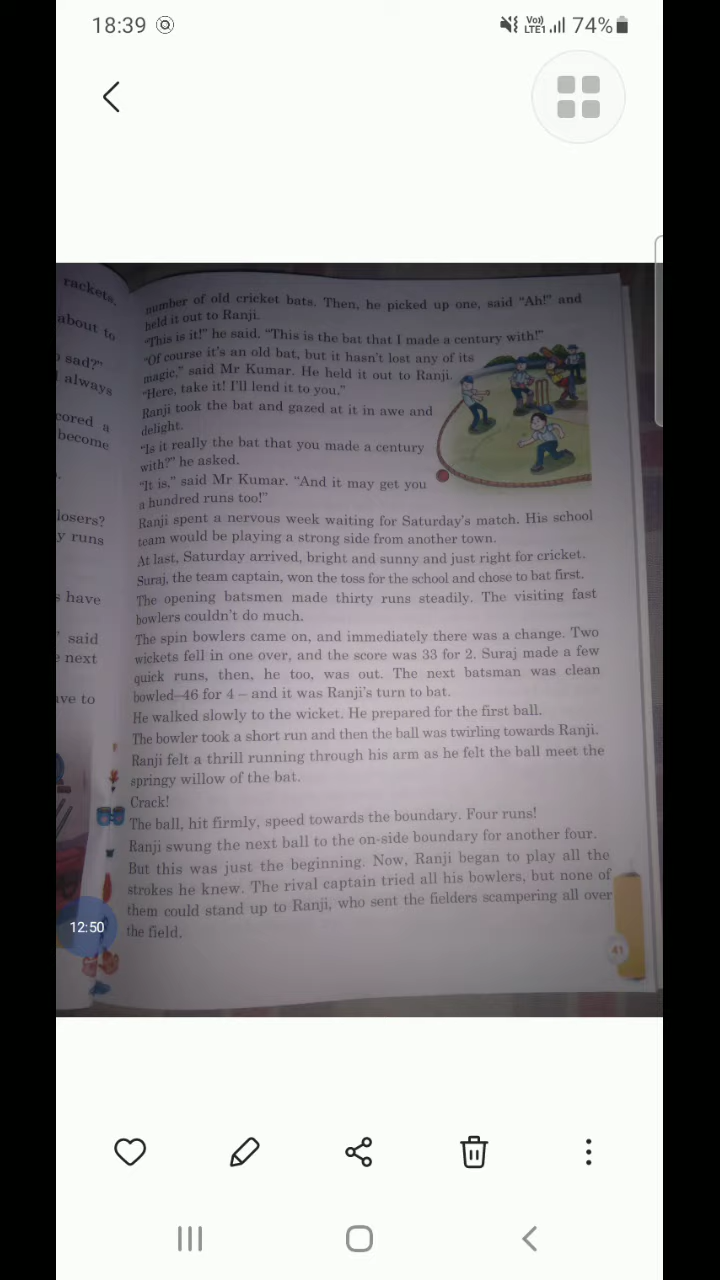 18:39
Vo)) LTE1 74%
rackets.
about to
sad?"
always
cored a
become
losers?
y runs
s have
" said
e next
ave to
number of old cricket bats. Then, he picked up one, said "Ah!" and
held it out to Ranji.
"This is it!" he said. "This is the bat that I made a century with!"
"Of course it's an old bat, but it hasn't lost any of its
magic," said Mr Kumar. He held it out to Ranji.
"Here, take it! I'll lend it to you."
Ranji took the bat and gazed at it in awe and
delight.
"Is it really the bat that you made a century
with?" he asked.
"It is," said Mr Kumar. "And it may get you
a hundred runs too!"
Ranji spent a nervous week waiting for Saturday's match. His school
team would be playing a strong side from another town.
At last, Saturday arrived, bright and sunny and just right for cricket.
Suraj, the team captain, won the toss for the school and chose to bat first.
The opening batsmen made thirty runs steadily. The visiting fast
bowlers couldn't do much.
The spin bowlers came on, and immediately there was a change. Two
wickets fell in one over, and the score was 33 for 2. Suraj made a few
quick runs, then, he too, was out. The next batsman was clean
bowled–46 for 4 – and it was Ranji's turn to bat.
He walked slowly to the wicket. He prepared for the first ball.
The bowler took a short run and then the ball was twirling towards Ranji.
Ranji felt a thrill running through his arm as he felt the ball meet the
springy willow of the bat.
Crack!
The ball, hit firmly, speed towards the boundary. Four runs!
Ranji swung the next ball to the on-side boundary for another four.
But this was just the beginning. Now, Ranji began to play all the
strokes he knew. The rival captain tried all his bowlers, but none of
them could stand up to Ranji, who sent the fielders scampering all over
the field.
12:50
41